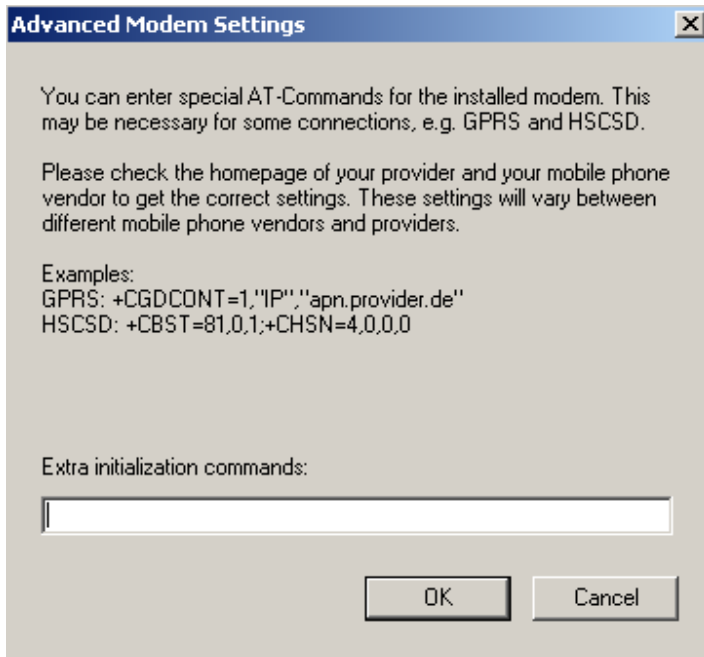 Advanced Modem Settings
You can enter special AT-Commands for the installed modem. This
may be necessary for some connections, e.g. GPRS and HSCSD.
Please check the homepage of your provider and your mobile phone
vendor to get the correct settings. These settings will vary between
different mobile phone vendors and providers.
Examples:
GPRS: +CGDCONT=1,"IP","apn.provider.de"
HSCSD: +CBST=81,0,1;+CHSN=4,0,0,0
Extra initialization commands:
OK
Cancel